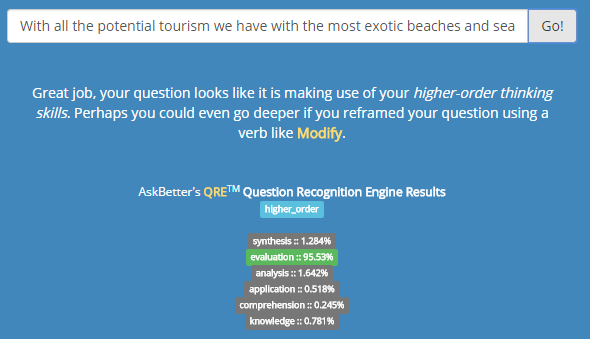 With all the potential tourism we have with the most exotic beaches and sea
Go!
Great job, your question looks like it is making use of your higher-order thinking
skills. Perhaps you could even go deeper if you reframed your question using a
verb like Modify.
AskBetter's QRE™ Question Recognition Engine Results
higher_order
synthesis :: 1.284%
evaluation :: 95.53%
analysis :: 1.642%
application :: 0.518%
comprehension :: 0.245%
knowledge :: 0.781%